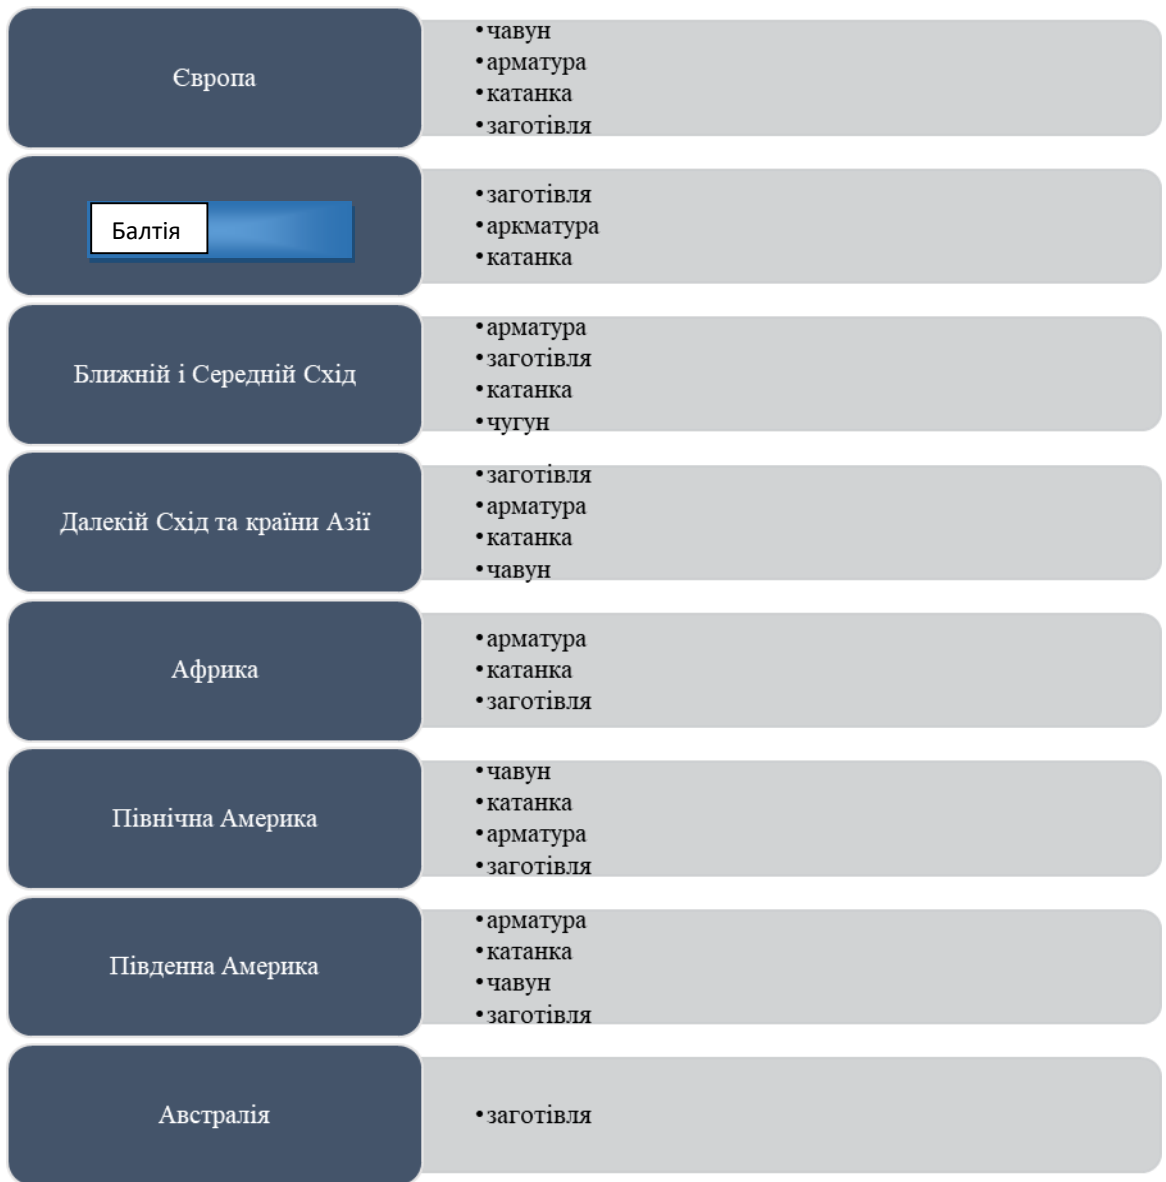 Європа
•чавун
•арматура
•катанка
•заготівля
Балтія
•заготівля
•аркматура
•катанка
Ближній і Середній Схід
•арматура
•заготівля
•катанка
•чугун
Далекій Схід та країни Азії
•заготівля
•арматура
•катанка
•чавун
Африка
•арматура
•катанка
•заготівля
Північна Америка
•чавун
•катанка
•арматура
•заготівля
Південна Америка
•арматура
•катанка
•чавун
•заготівля
Австралія
•заготівля